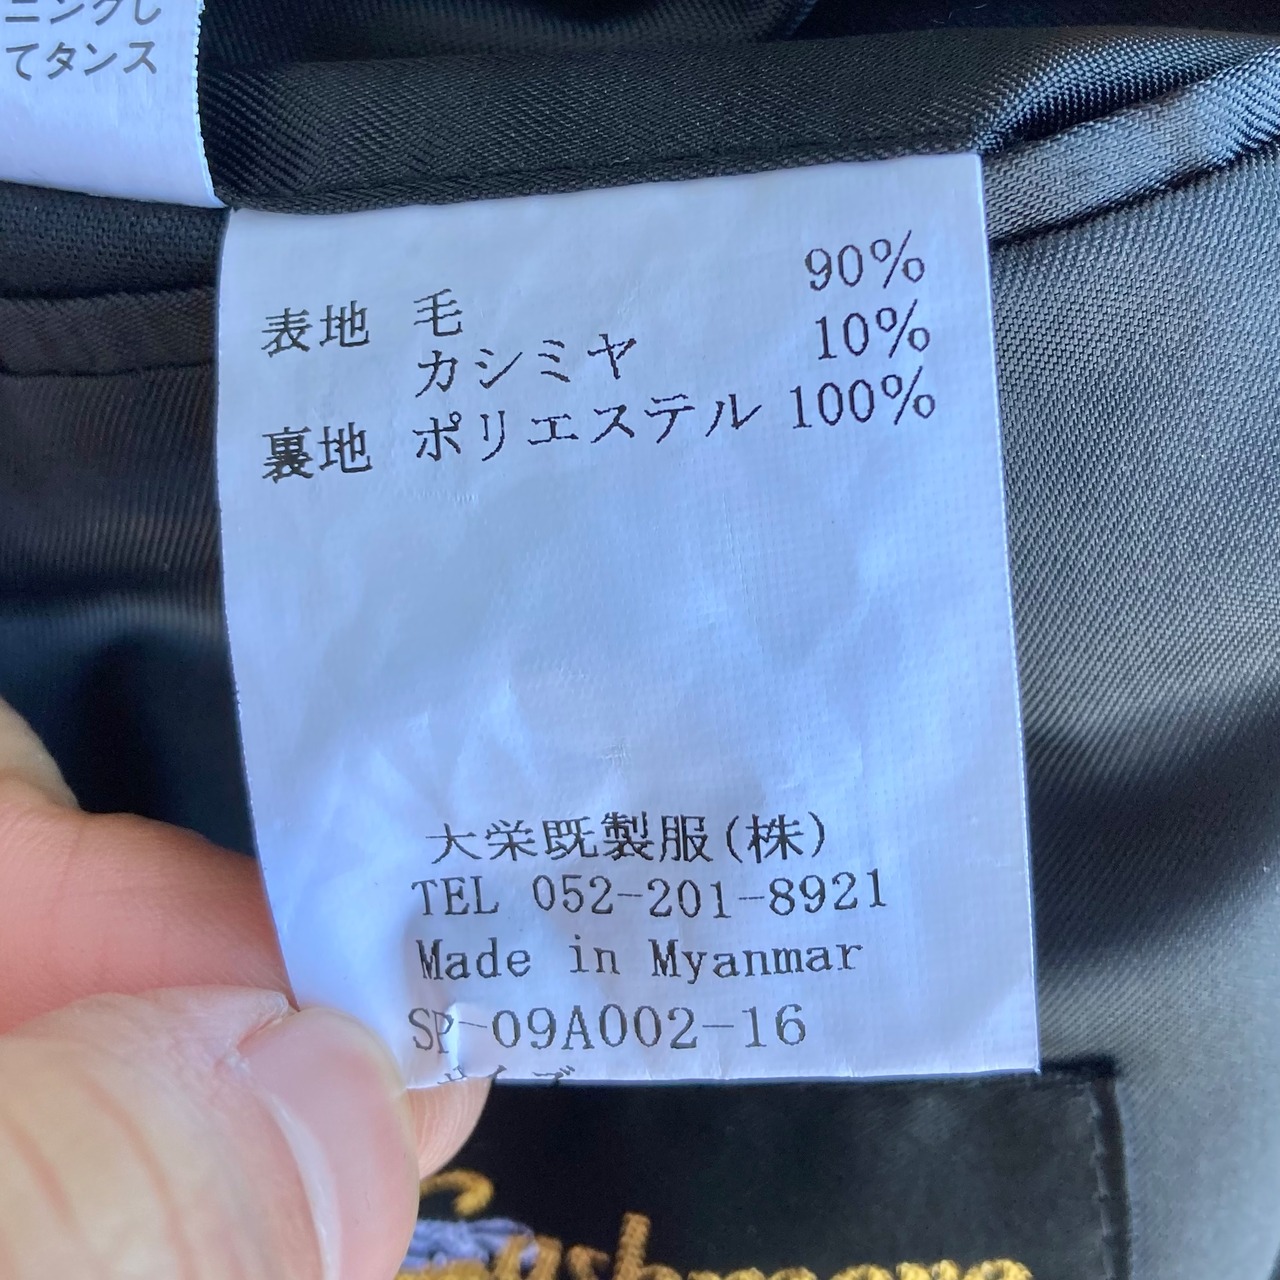 ニングし
てタンス
表地 毛 90%
カシミヤ 10%
裏地 ポリエステル 100%
大栄既製服(株)
TEL 052-201-8921
Made in Myanmar
SP-09A002-16